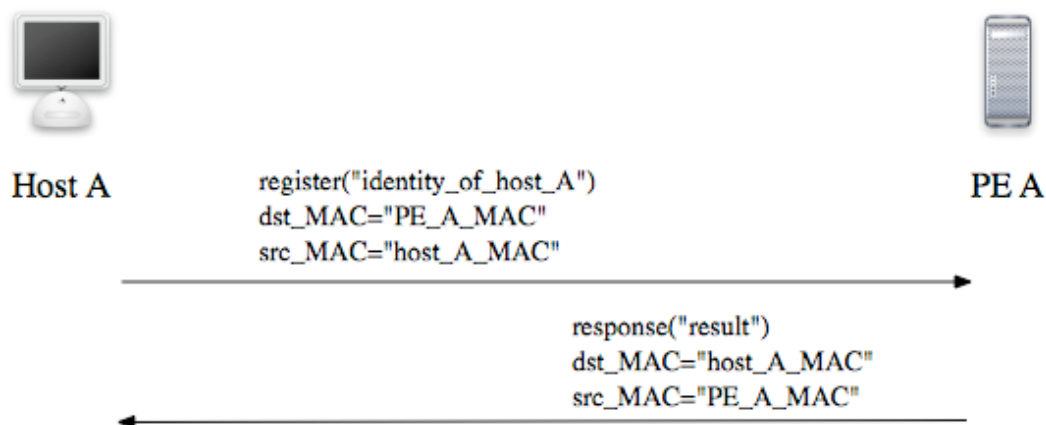 Host A
PE A
register("identity_of_host_A")
dst_MAC="PE_A_MAC"
src_MAC="host_A_MAC"
response("result")
dst_MAC="host_A_MAC"
src_MAC="PE_A_MAC"